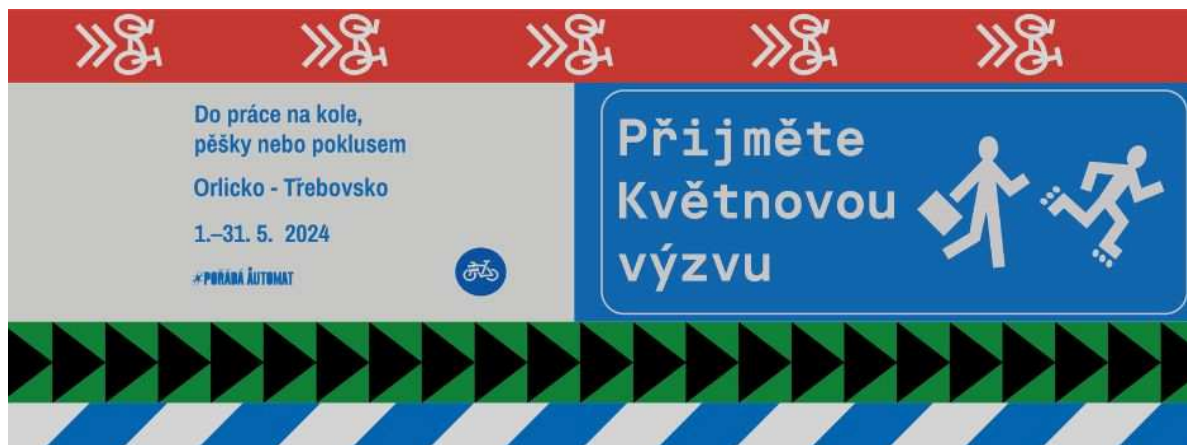 Do práce na kole,
pěšky nebo poklusem
Orlicko - Třebovsko
1.–31. 5. 2024
POŘÁDÁ AUTOMAT
Přijměte
Květnovou
výzvu